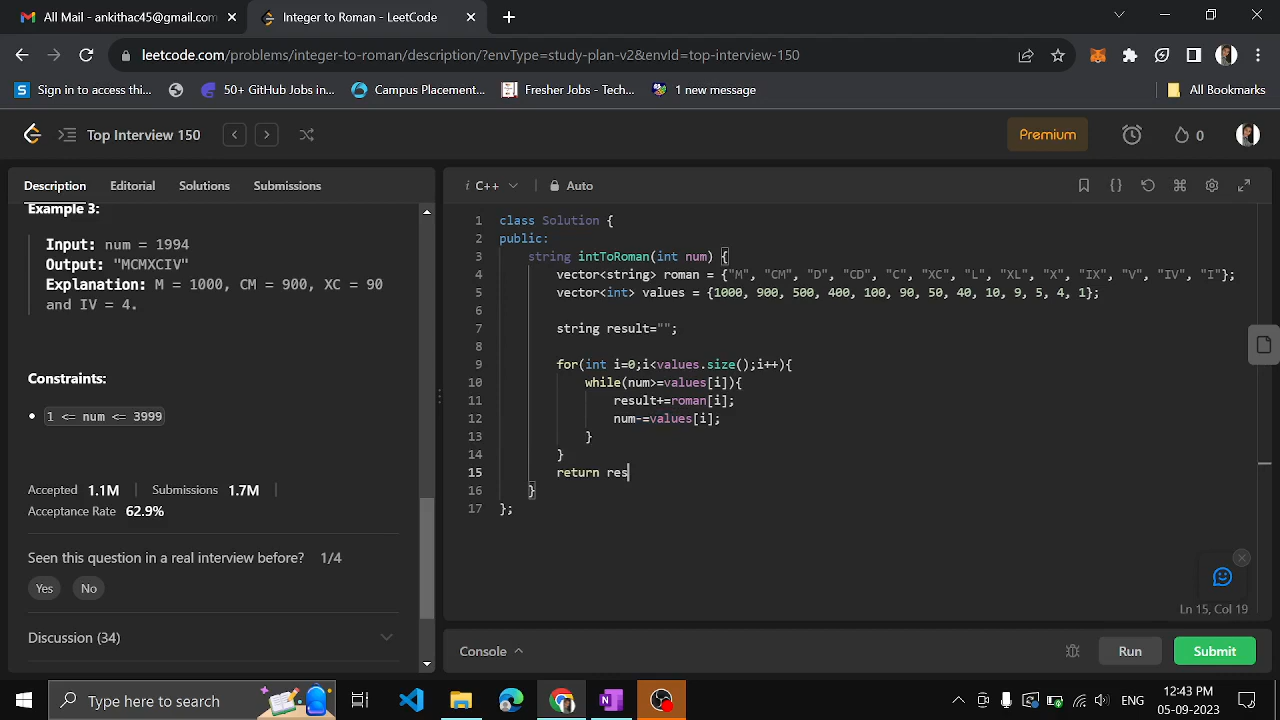 All Mail - ankithac45@gmail.com
Integer to Roman - LeetCode
leetcode.com/problems/integer-to-roman/description/?envType=study-plan-v2&envId=top-interview-150
Sign in to access thi...
50+ GitHub Jobs in...
Campus Placement...
Fresher Jobs - Tech...
1 new message
All Bookmarks
Top Interview 150
Premium
0
Description
Editorial
Solutions
Submissions
i C++
Auto
Example 3:
Input: num = 1994
Output: "MCMXCIV"
Explanation: M = 1000, CM = 900, XC = 90
and IV = 4.
Constraints:
1 <= num <= 3999
Accepted 1.1M
Submissions 1.7M
Acceptance Rate 62.9%
Seen this question in a real interview before? 1/4
Yes
No
Discussion (34)
1 class Solution {
2 public:
3 string intToRoman(int num) {
4 vector<string> roman = {"M", "CM", "D", "CD", "C", "XC", "L", "XL", "X", "IX", "V", "IV", "I"};
5 vector<int> values = {1000, 900, 500, 400, 100, 90, 50, 40, 10, 9, 5, 4, 1};
6
7 string result="";
8
9 for(int i=0;i<values.size();i++){
10 while(num>=values[i]){
11 result+=roman[i];
12 num-=values[i];
13 }
14 }
15 return res
16 }
17 };
Ln 15, Col 19
Console
Run
Submit
Type here to search
ENG
12:43 PM
05-09-2023